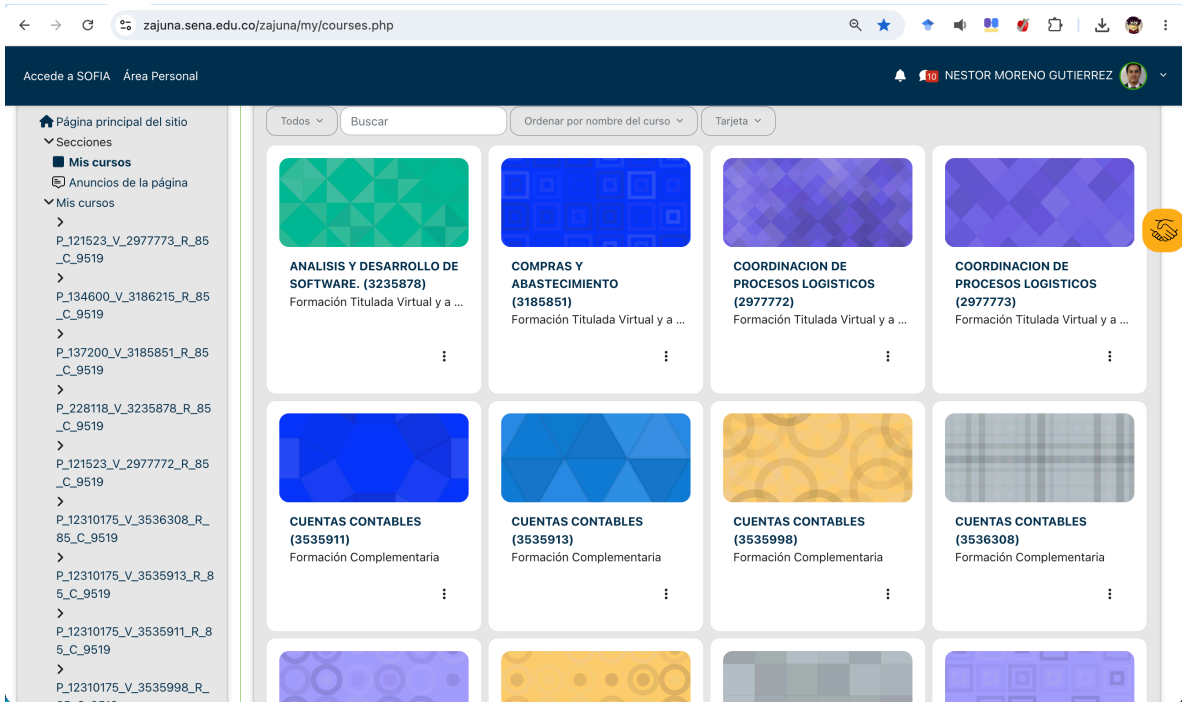 zajuna.sena.edu.co/zajuna/my/courses.php
Accede a SOFIA Área Personal
10 NESTOR MORENO GUTIERREZ
Página principal del sitio
Secciones
Mis cursos
Anuncios de la página
Mis cursos
P_121523_V_2977773_R_85
_C_9519
P_134600_V_3186215_R_85
_C_9519
P_137200_V_3185851_R_85
_C_9519
P_228118_V_3235878_R_85
_C_9519
P_121523_V_2977772_R_85
_C_9519
P_12310175_V_3536308_R_
85_C_9519
P_12310175_V_3535913_R_8
5_C_9519
P_12310175_V_3535911_R_8
5_C_9519
P_12310175_V_3535998_R_
Todos Buscar Ordenar por nombre del curso Tarjeta
ANALISIS Y DESARROLLO DE
SOFTWARE. (3235878)
Formación Titulada Virtual y a ...
COMPRAS Y
ABASTECIMIENTO
(3185851)
Formación Titulada Virtual y a ...
COORDINACION DE
PROCESOS LOGISTICOS
(2977772)
Formación Titulada Virtual y a ...
COORDINACION DE
PROCESOS LOGISTICOS
(2977773)
Formación Titulada Virtual y a ...
CUENTAS CONTABLES
(3535911)
Formación Complementaria
CUENTAS CONTABLES
(3535913)
Formación Complementaria
CUENTAS CONTABLES
(3535998)
Formación Complementaria
CUENTAS CONTABLES
(3536308)
Formación Complementaria